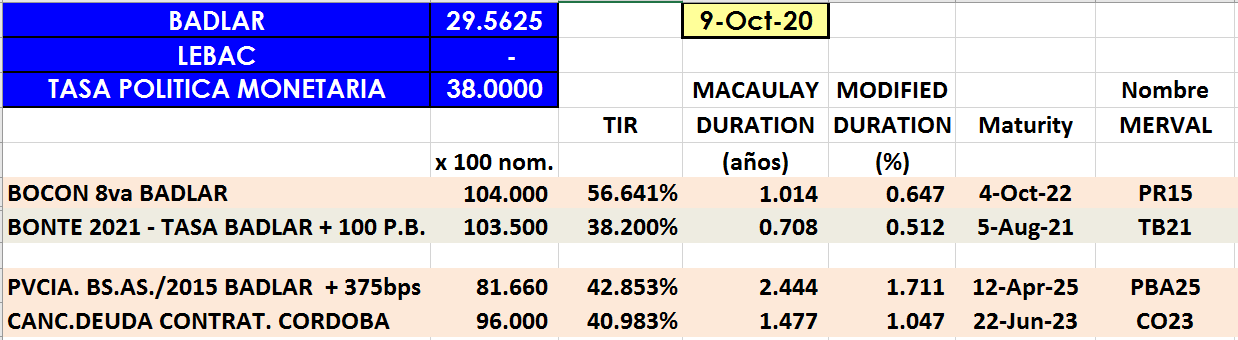 BADLAR 29.5625 9-Oct-20
LEBAC -
TASA POLITICA MONETARIA 38.0000 MACAULAY MODIFIED Nombre
TIR DURATION DURATION Maturity MERVAL
x 100 nom. (años) (%)
BOCON 8va BADLAR 104.000 56.641% 1.014 0.647 4-Oct-22 PR15
BONTE 2021 - TASA BADLAR + 100 P.B. 103.500 38.200% 0.708 0.512 5-Aug-21 TB21
PVCIA. BS.AS./2015 BADLAR + 375bps 81.660 42.853% 2.444 1.711 12-Apr-25 PBA25
CANC.DEUDA CONTRAT. CORDOBA 96.000 40.983% 1.477 1.047 22-Jun-23 CO23